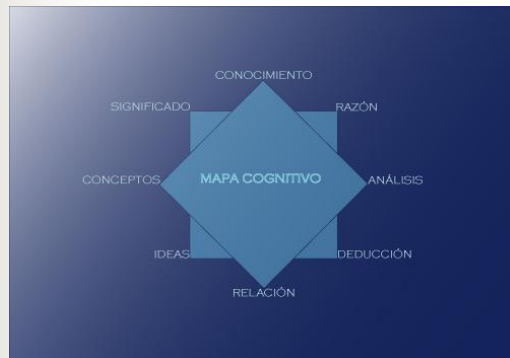 CONOCIMIENTO
SIGNIFICADO
RAZÓN
CONCEPTOS
MAPA COGNITIVO
ANÁLISIS
IDEAS
DEDUCCIÓN
RELACIÓN